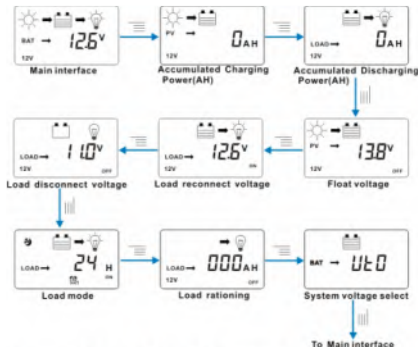 BAT → 12.6V
12V
Main interface
PV → 0AH
12V
Accumulated Charging
Power(AH)
LOAD→ 0AH
12V
Accumulated Discharging
Power(AH)
LOAD→ 11.0V
12V OFF
Load disconnect voltage
LOAD→ 12.6V
12V ON
Load reconnect voltage
PV → 13.8V
12V OFF
Float voltage
LOAD→ 24 H
ON
Load mode
LOAD→ 000AH
12V OFF
Load rationing
BAT → UT0
System voltage select
To Main interface